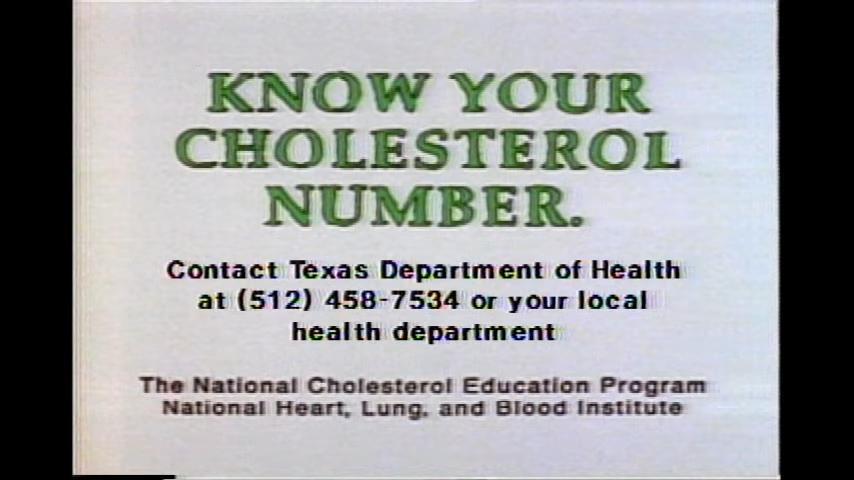 KNOW YOUR
CHOLESTEROL
NUMBER.
Contact Texas Department of Health
at (512) 458-7534 or your local
health department
The National Cholesterol Education Program
National Heart, Lung, and Blood Institute